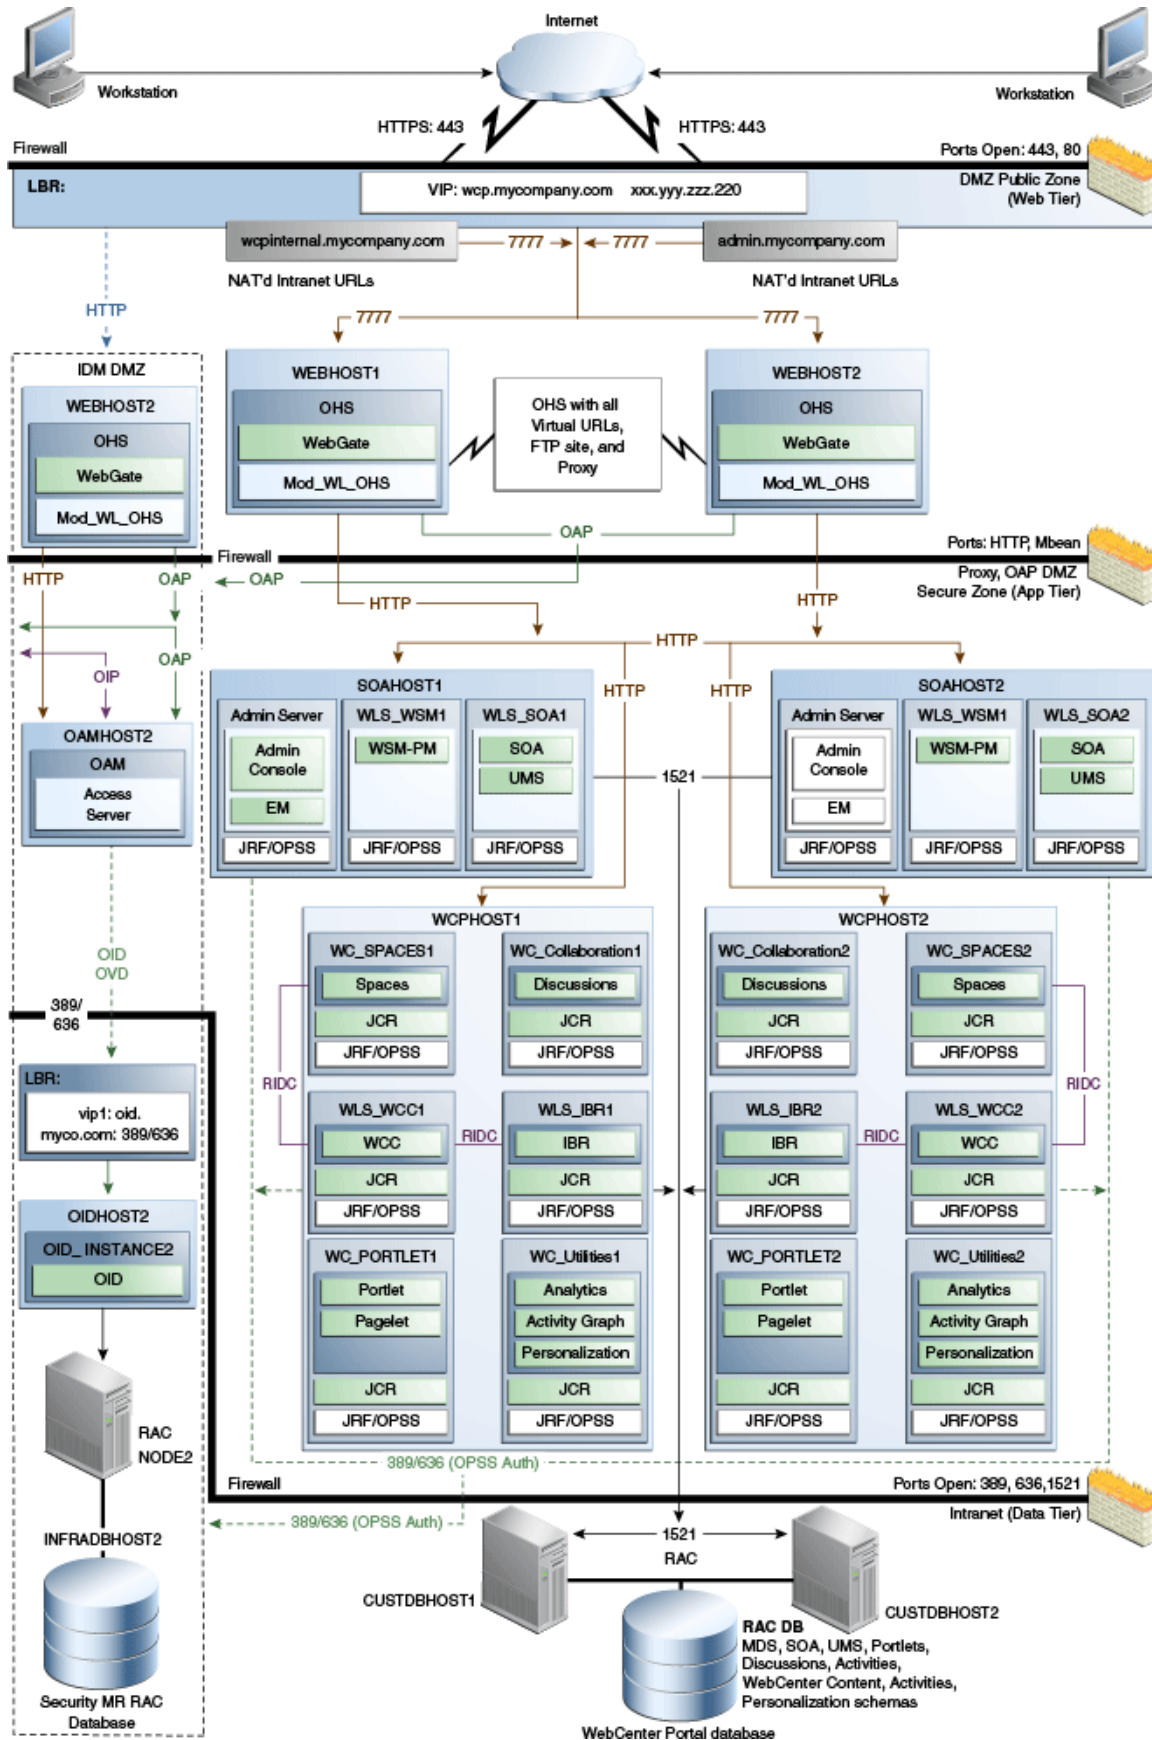 Internet
Workstation
Workstation
HTTPS: 443
HTTPS: 443
Firewall
Ports Open: 443, 80
LBR:
VIP: wcp.mycompany.com xxx.yyy.zzz.220
DMZ Public Zone
(Web Tier)
wcpinternal.mycompany.com
7777
7777
admin.mycompany.com
NAT'd Intranet URLs
NAT'd Intranet URLs
HTTP
7777
7777
IDM DMZ
WEBHOST2
OHS
WebGate
Mod_WL_OHS
WEBHOST1
OHS
WebGate
Mod_WL_OHS
OHS with all
Virtual URLs,
FTP site, and
Proxy
WEBHOST2
OHS
WebGate
Mod_WL_OHS
OAP
Ports: HTTP, Mbean
Firewall
HTTP
OAP
OAP
Proxy, OAP DMZ
Secure Zone (App Tier)
HTTP
HTTP
HTTP
OAP
OIP
HTTP
HTTP
OAMHOST2
OAM
Access
Server
SOAHOST1
Admin Server
Admin
Console
EM
JRF/OPSS
WLS_WSM1
WSM-PM
JRF/OPSS
WLS_SOA1
SOA
UMS
JRF/OPSS
1521
SOAHOST2
Admin Server
Admin
Console
EM
JRF/OPSS
WLS_WSM1
WSM-PM
JRF/OPSS
WLS_SOA2
SOA
UMS
JRF/OPSS
OID
OVD
389/
636
WCPHOST1
WC_SPACES1
Spaces
JCR
JRF/OPSS
WC_Collaboration1
Discussions
JCR
JRF/OPSS
RIDC
WLS_WCC1
WCC
JCR
JRF/OPSS
RIDC
WLS_IBR1
IBR
JCR
JRF/OPSS
WC_PORTLET1
Portlet
Pagelet
JCR
JRF/OPSS
WC_Utilities1
Analytics
Activity Graph
Personalization
JCR
JRF/OPSS
WCPHOST2
WC_Collaboration2
Discussions
JCR
JRF/OPSS
WC_SPACES2
Spaces
JCR
JRF/OPSS
RIDC
WLS_IBR2
IBR
JCR
JRF/OPSS
RIDC
WLS_WCC2
WCC
JCR
JRF/OPSS
WC_PORTLET2
Portlet
Pagelet
JCR
JRF/OPSS
WC_Utilities2
Analytics
Activity Graph
Personalization
JCR
JRF/OPSS
LBR:
vip1: oid.
myco.com: 389/636
OIDHOST2
OID_INSTANCE2
OID
RAC
NODE2
389/636 (OPSS Auth)
Firewall
Ports Open: 389, 636,1521
389/636 (OPSS Auth)
Intranet (Data Tier)
INFRADBHOST2
Security MR RAC
Database
1521
RAC
CUSTDBHOST1
CUSTDBHOST2
RAC DB
MDS, SOA, UMS, Portlets,
Discussions, Activities,
WebCenter Content, Activities,
Personalization schemas
WebCenter Portal database